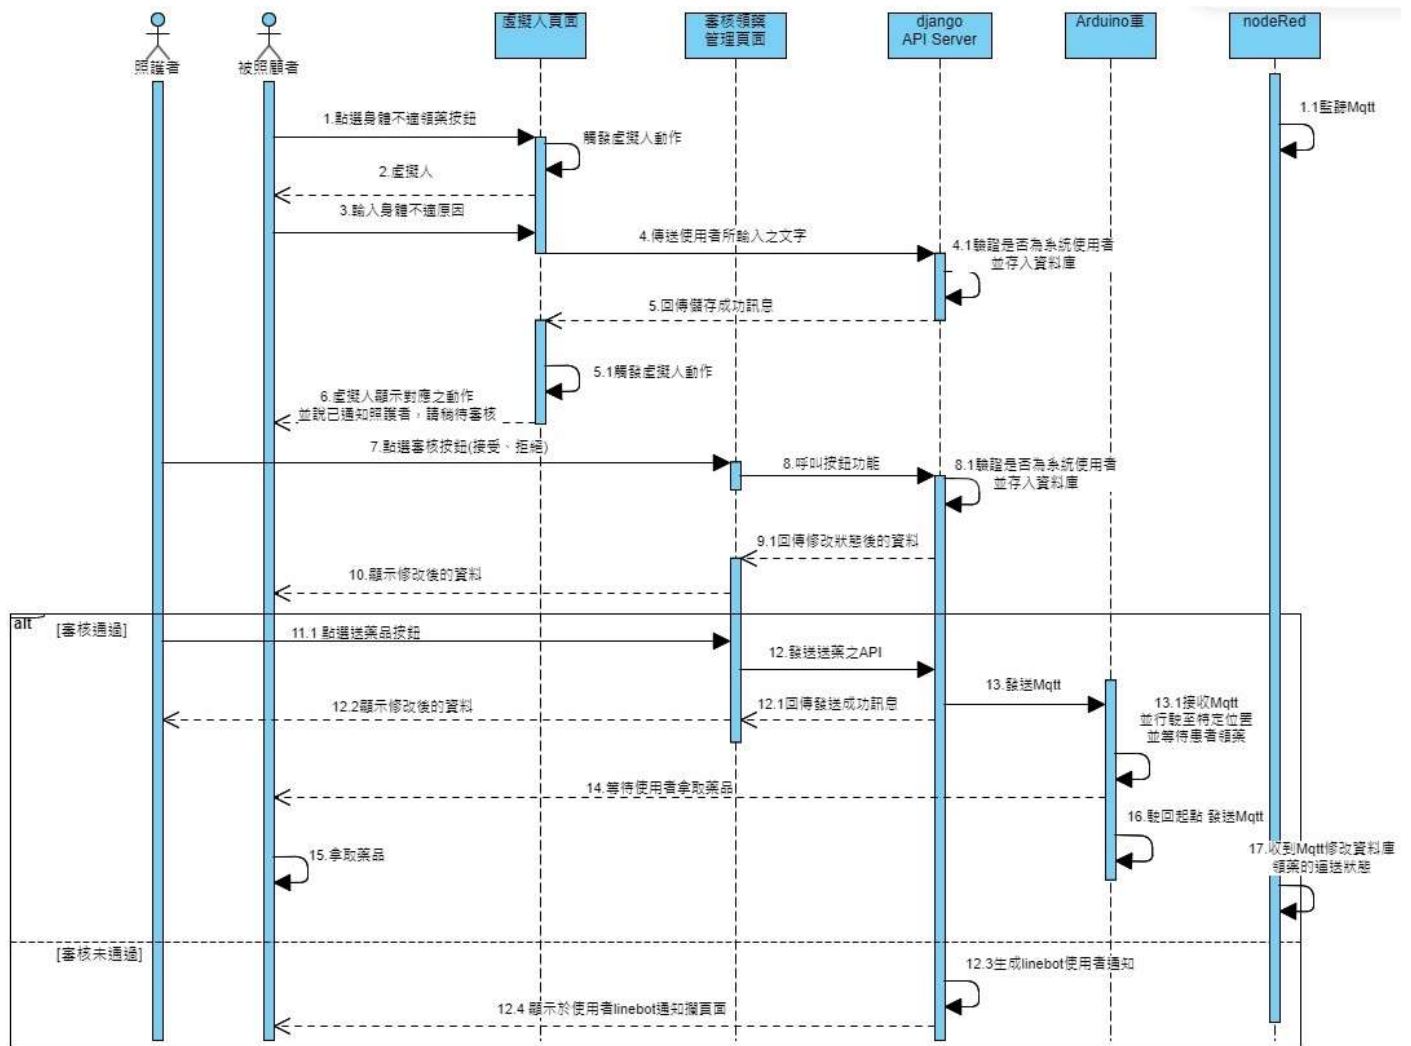 虛擬人頁面
審核領藥
管理頁面
django
API Server
Arduino車
nodeRed
照護者
被照顧者
1.1監聽Mqtt
1.點選身體不適領藥按鈕
觸發虛擬人動作
2.虛擬人
3.輸入身體不適原因
4.傳送使用者所輸入之文字
4.1驗證是否為系統使用者
並存入資料庫
5.回傳儲存成功訊息
5.1觸發虛擬人動作
6.虛擬人顯示對應之動作
並說已通知照護者，請稍待審核
7.點選審核按鈕(接受、拒絕)
8.呼叫按鈕功能
8.1驗證是否為系統使用者
並存入資料庫
9.1回傳修改狀態後的資料
10.顯示修改後的資料
alt
[審核通過]
11.1 點選送藥品按鈕
12.發送送藥之API
13.發送Mqtt
12.1回傳發送成功訊息
12.2顯示修改後的資料
13.1接收Mqtt
並行駛至特定位置
並等待患者領藥
14.等待使用者拿取藥品
16.駛回起點 發送Mqtt
15.拿取藥品
17.收到Mqtt修改資料庫
領藥的運送狀態
[審核未通過]
12.3生成linebot使用者通知
12.4 顯示於使用者linebot通知欄頁面